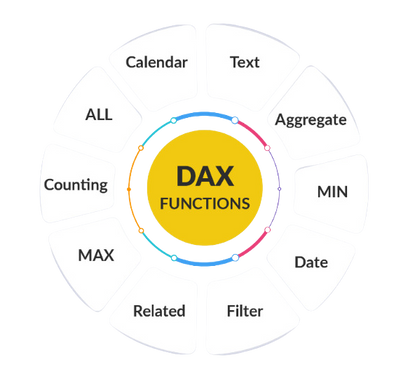 Calendar
Text
ALL
Aggregate
DAX
FUNCTIONS
Counting
MIN
MAX
Date
Related
Filter